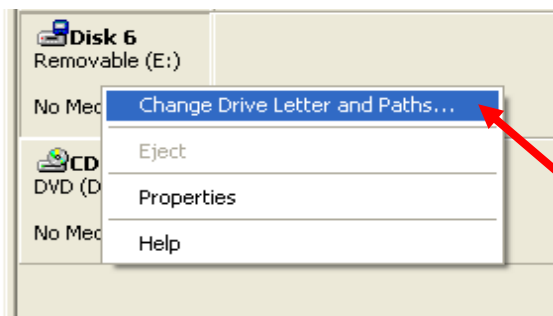 Disk 6
Removable (E:)
No Med
Change Drive Letter and Paths...
Eject
CD
DVD (D
Properties
No Med
Help